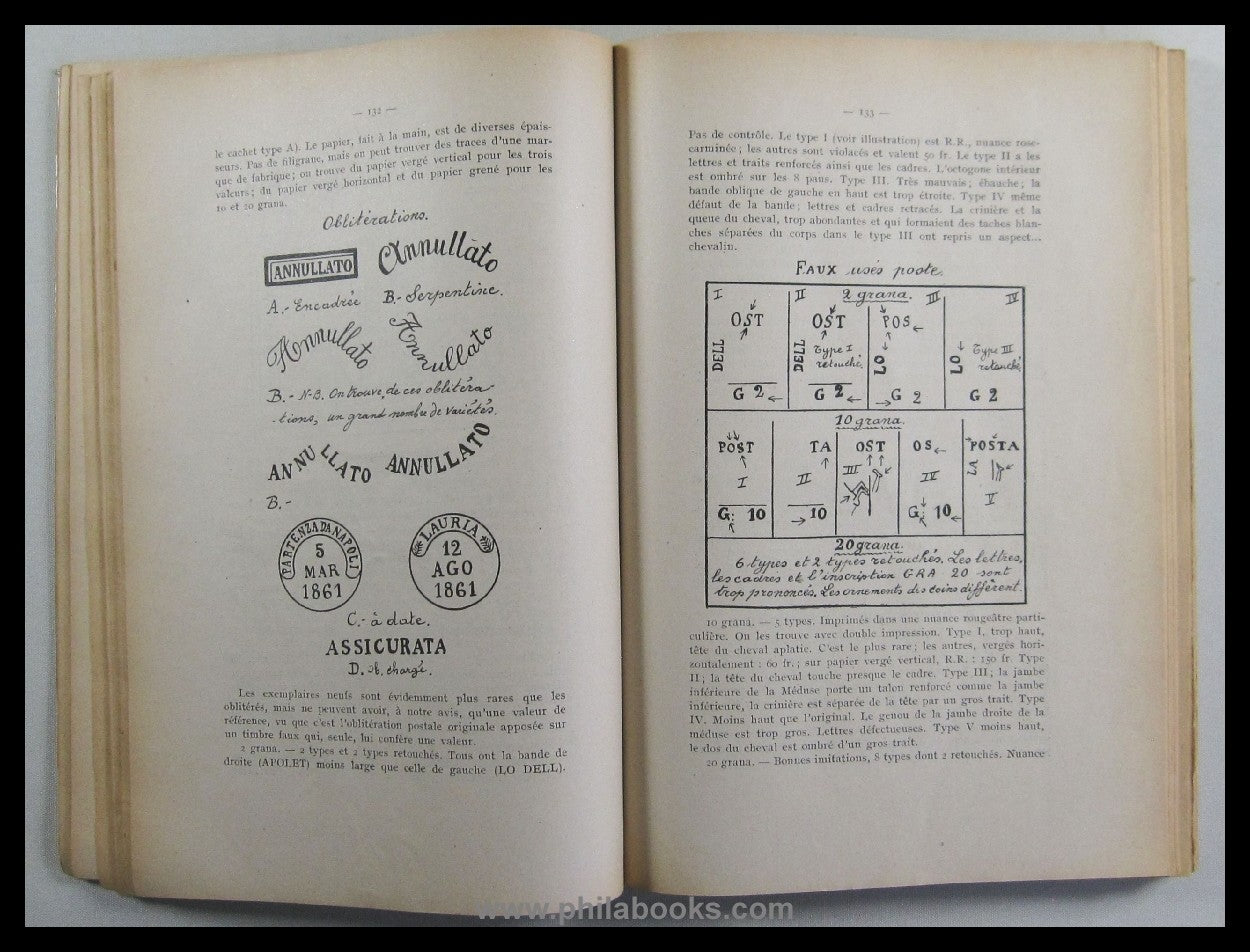 — 132 —
le cachet type A). Le papier, fait à la main, est de diverses épais-
seurs. Pas de filigrane, mais on peut trouver des traces d'une mar-
que de fabrique; on trouve du papier vergé vertical pour les trois
valeurs; du papier vergé horizontal et du papier grené pour les
10 et 20 grana.
Oblitérations.
ANNULLATO
Annullato
A.- Encadrée
B.- Serpentine.
Annullato
Annullato
B.- N-B. On trouve, de ces oblitéra-
-tions, un grand nombre de variétés.
ANNULLATO
ANNULLATO
B.-
PARTENZA DA NAPOLI
5
MAR
1861
LAURIA
12
AGO
1861
C.- à date.
ASSICURATA
D. chargé.
Les exemplaires neufs sont évidemment plus rares que les
oblitérés, mais ne peuvent avoir, à notre avis, qu'une valeur de
référence, vu que c'est l'oblitération postale originale apposée sur
un timbre faux qui, seule, lui confère une valeur.
2 grana. — 2 types et 2 types retouchés. Tous ont la bande de
droite (APOLET) moins large que celle de gauche (LO DELL).
— 133 —
Pas de contrôle. Le type I (voir illustration) est R.R., nuance rose-
carminée; les autres sont violacés et valent 50 fr. Le type II a les
lettres et traits renforcés ainsi que les cadres. L'octogone intérieur
est ombré sur les 8 pans. Type III. Très mauvais; ébauche; la
bande oblique de gauche en haut est trop étroite. Type IV même
défaut de la bande; lettres et cadres retracés. La crinière et la
queue du cheval, trop abondantes et qui formaient des taches blan-
ches séparées du corps dans le type III ont repris un aspect...
chevalin.
FAUX usés poste.
2 grana.
I
OST
DELL
G 2
II
OST
DELL
Type I
retouché.
G 2
III
POS
LO
G 2
IV
LO
Type III
retouché
G 2
10 grana.
POST
I
G: 10
TA
II
10
OST
III
OS
IV
G: 10
POSTA
LA
V
20 grana.
6 types et 2 types retouchés. Les lettres,
les cadres et l'inscription GRA 20 sont
trop prononcés. Les ornements des coins diffèrent.
10 grana. — 5 types. Imprimés dans une nuance rougeâtre parti-
culière. On les trouve avec double impression. Type I, trop haut,
tête du cheval aplatie. C'est le plus rare; les autres, vergés hori-
zontalement : 60 fr.; sur papier vergé vertical, R.R. : 150 fr. Type
II; la tête du cheval touche presque le cadre. Type III; la jambe
inférieure de la Méduse porte un talon renforcé comme la jambe
inférieure, la crinière est séparée de la tête par un gros trait. Type
IV. Moins haut que l'original. Le genou de la jambe droite de la
méduse est trop gros. Lettres défectueuses. Type V moins haut,
le dos du cheval est ombré d'un gros trait.
20 grana. — Bonnes imitations, 8 types dont 2 retouchés. Nuance
www.philabooks.com